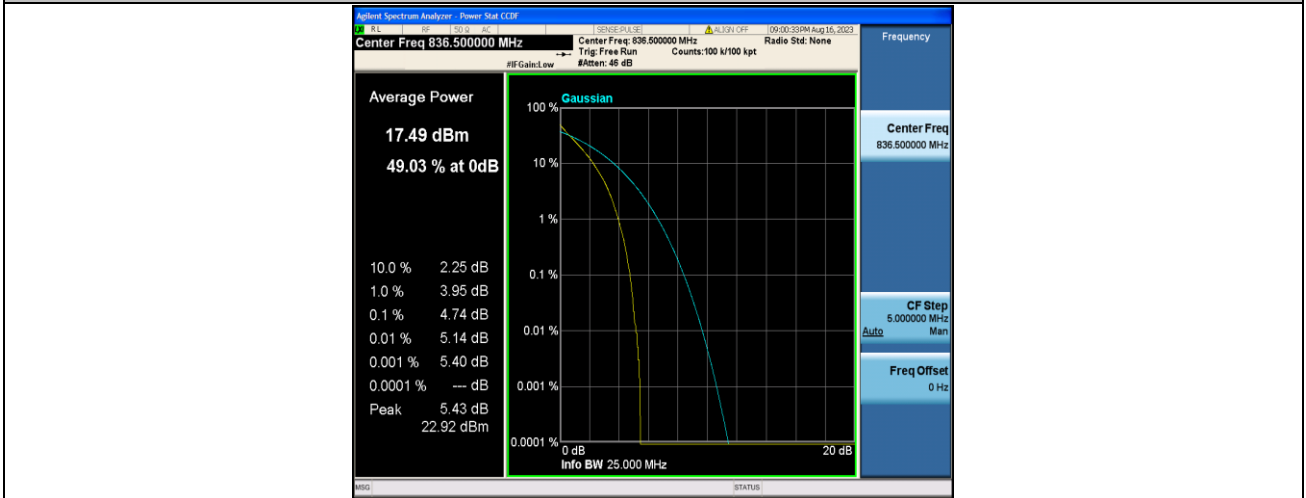 Agilent Spectrum Analyzer - Power Stat CCDF
RL RF 50 Ω AC SENSE:PULSE ALIGN OFF 09:00:33 PM Aug 16, 2023
Center Freq 836.500000 MHz
Center Freq: 836.500000 MHz Radio Std: None
Trig: Free Run Counts:100 k/100 kpt
#IFGain:Low #Atten: 46 dB
Frequency
Average Power
17.49 dBm
49.03 % at 0dB
10.0 % 2.25 dB
1.0 % 3.95 dB
0.1 % 4.74 dB
0.01 % 5.14 dB
0.001 % 5.40 dB
0.0001 % --- dB
Peak 5.43 dB
22.92 dBm
Gaussian
100 %
10 %
1 %
0.1 %
0.01 %
0.001 %
0.0001 %
0 dB 20 dB
Info BW 25.000 MHz
Center Freq
836.500000 MHz
CF Step
5.000000 MHz
Auto Man
Freq Offset
0 Hz
MSG STATUS